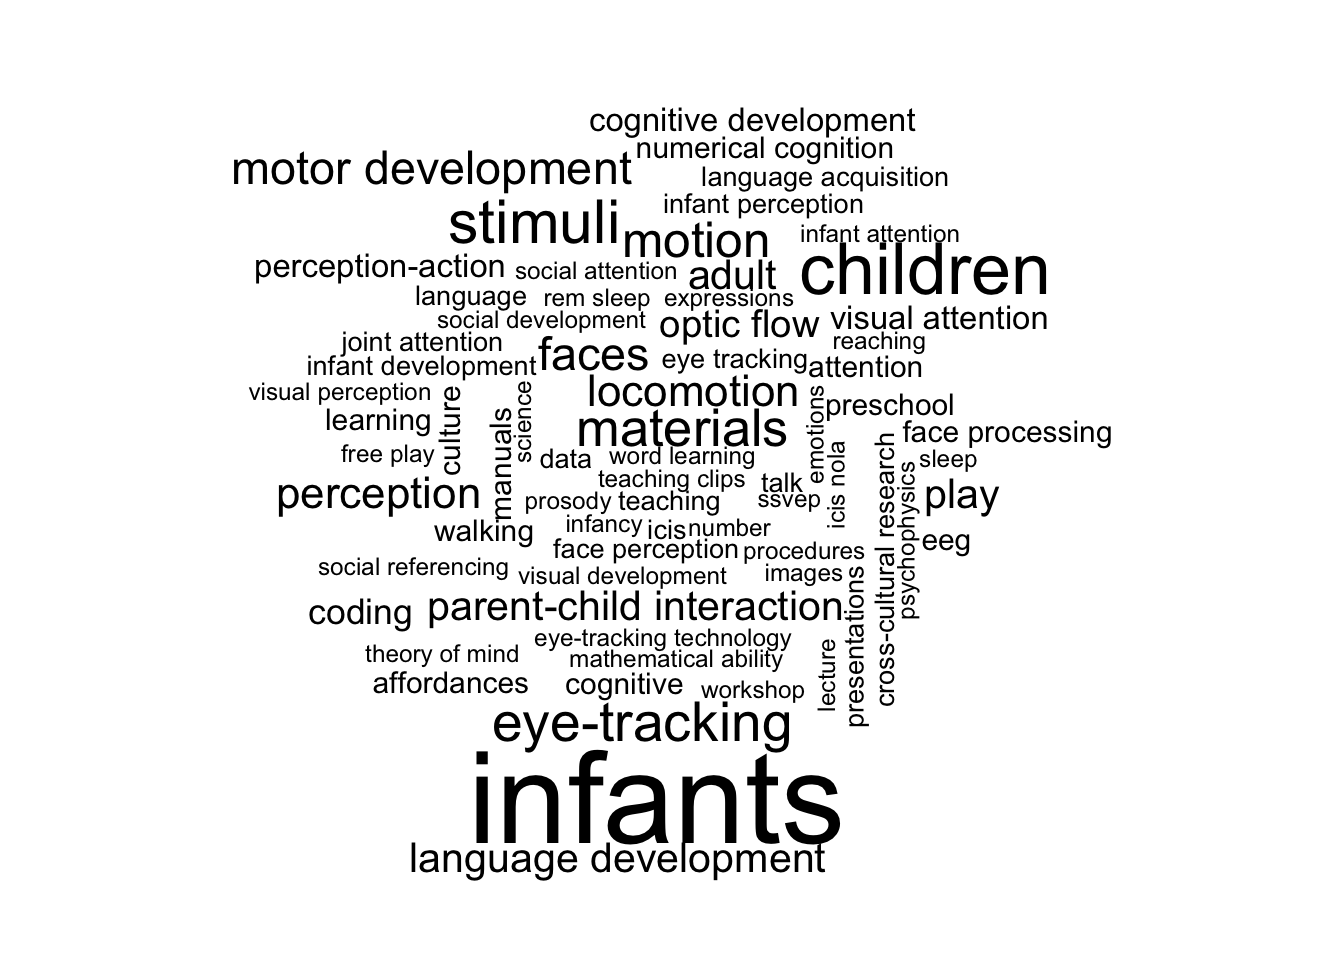 cognitive development
numerical cognition
motor development
language acquisition
infant perception
stimuli
motion
infant attention
children
perception-action
social attention
adult
language
rem sleep
expressions
social development
optic flow
visual attention
joint attention
faces
reaching
infant development
eye tracking
attention
visual perception
culture
science
locomotion
emotions
preschool
learning
manuals
materials
face processing
free play
data
word learning
icis nola
cross-cultural research
sleep
perception
teaching clips
talk
psychophysics
play
prosody
teaching
ssvep
walking
infancy
icis
number
eeg
face perception
procedures
social referencing
visual development
images
coding
parent-child interaction
presentations
eye-tracking technology
theory of mind
mathematical ability
lecture
affordances
cognitive
workshop
eye-tracking
infants
language development